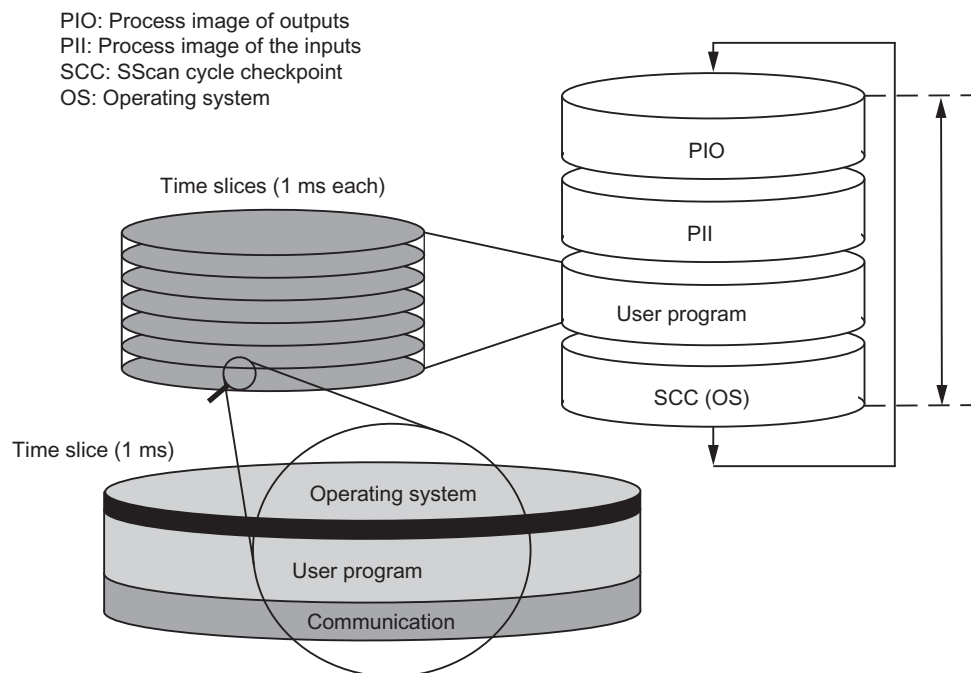 PIO: Process image of outputs
PII: Process image of the inputs
SCC: SScan cycle checkpoint
OS: Operating system
PIO
Time slices (1 ms each)
PII
User program
SCC (OS)
Time slice (1 ms)
Operating system
User program
Communication